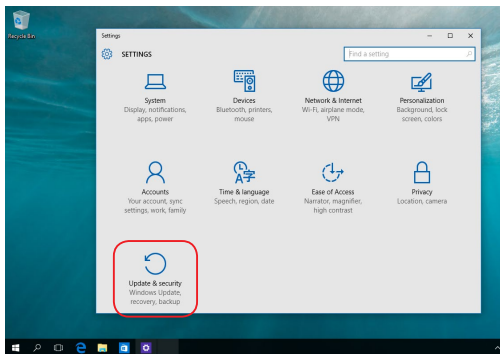 Recycle Bin
Settings
SETTINGS
Find a setting
System
Display, notifications,
apps, power
Devices
Bluetooth, printers,
mouse
Network & Internet
Wi-Fi, airplane mode,
VPN
Personalization
Background, lock
screen, colors
Accounts
Your account, sync
settings, work, family
Time & language
Speech, region, date
Ease of Access
Narrator, magnifier,
high contrast
Privacy
Location, camera
Update & security
Windows Update,
recovery, backup